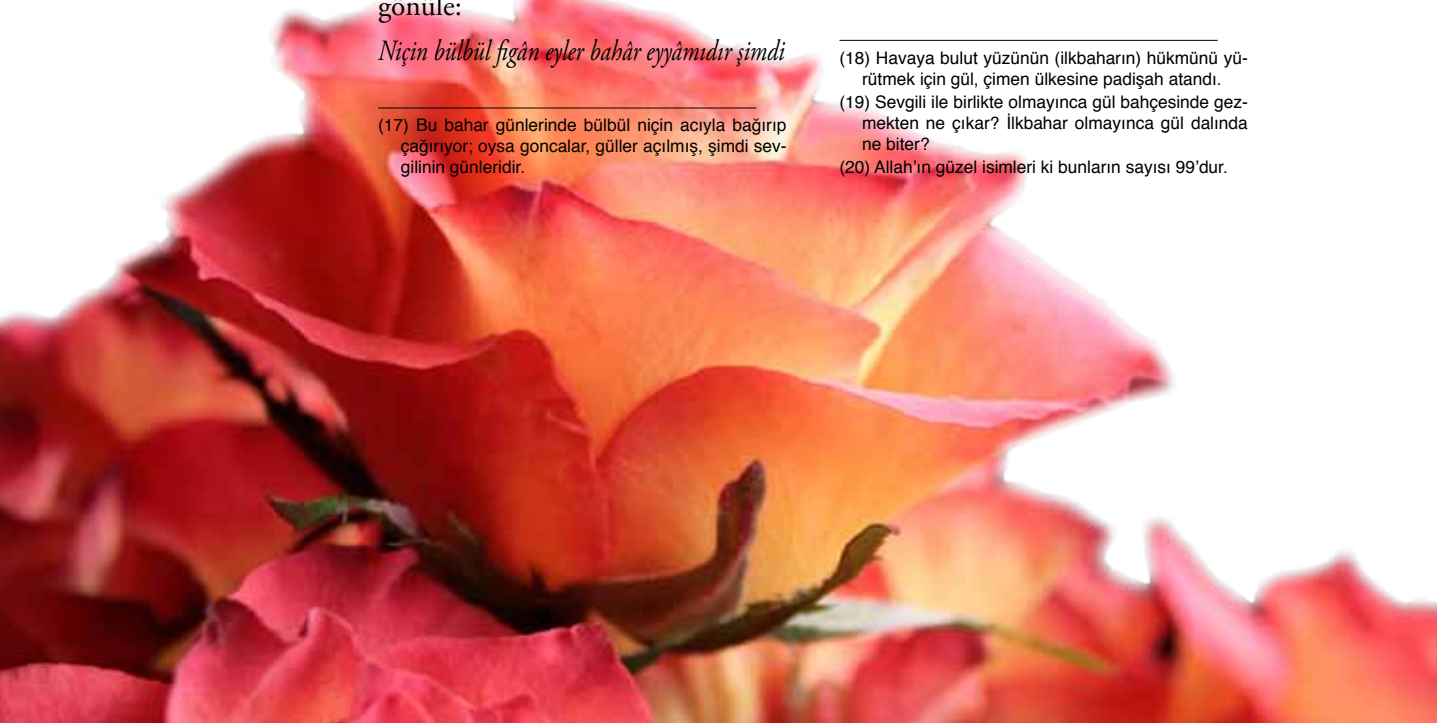 gönüle:
Niçin bülbül figân eyler bahâr eyyâmıdır şimdi
(17) Bu bahar günlerinde bülbül niçin acıyla bağırıp
çağırıyor; oysa goncalar, güller açılmış, şimdi sev-
gilinin günleridir.
(18) Havaya bulut yüzünün (ilkbaharın) hükmünü yü-
rütmek için gül, çimen ülkesine padişah atandı.
(19) Sevgili ile birlikte olmayınca gül bahçesinde gez-
mekten ne çıkar? İlkbahar olmayınca gül dalında
ne biter?
(20) Allah’ın güzel isimleri ki bunların sayısı 99’dur.